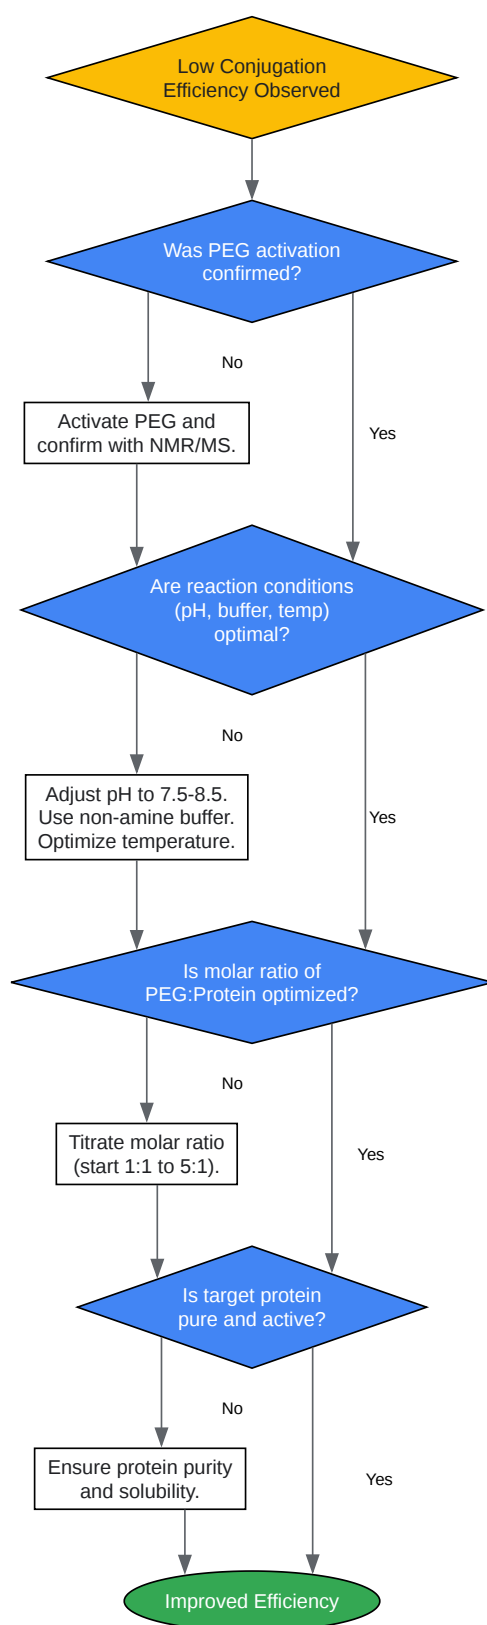 Low Conjugation
Efficiency Observed
Was PEG activation
confirmed?
No
Activate PEG and
confirm with NMR/MS.
Yes
Are reaction conditions
(pH, buffer, temp)
optimal?
No
Adjust pH to 7.5-8.5.
Use non-amine buffer.
Optimize temperature.
Yes
Is molar ratio of
PEG:Protein optimized?
No
Titrate molar ratio
(start 1:1 to 5:1).
Yes
Is target protein
pure and active?
No
Ensure protein purity
and solubility.
Yes
Improved Efficiency